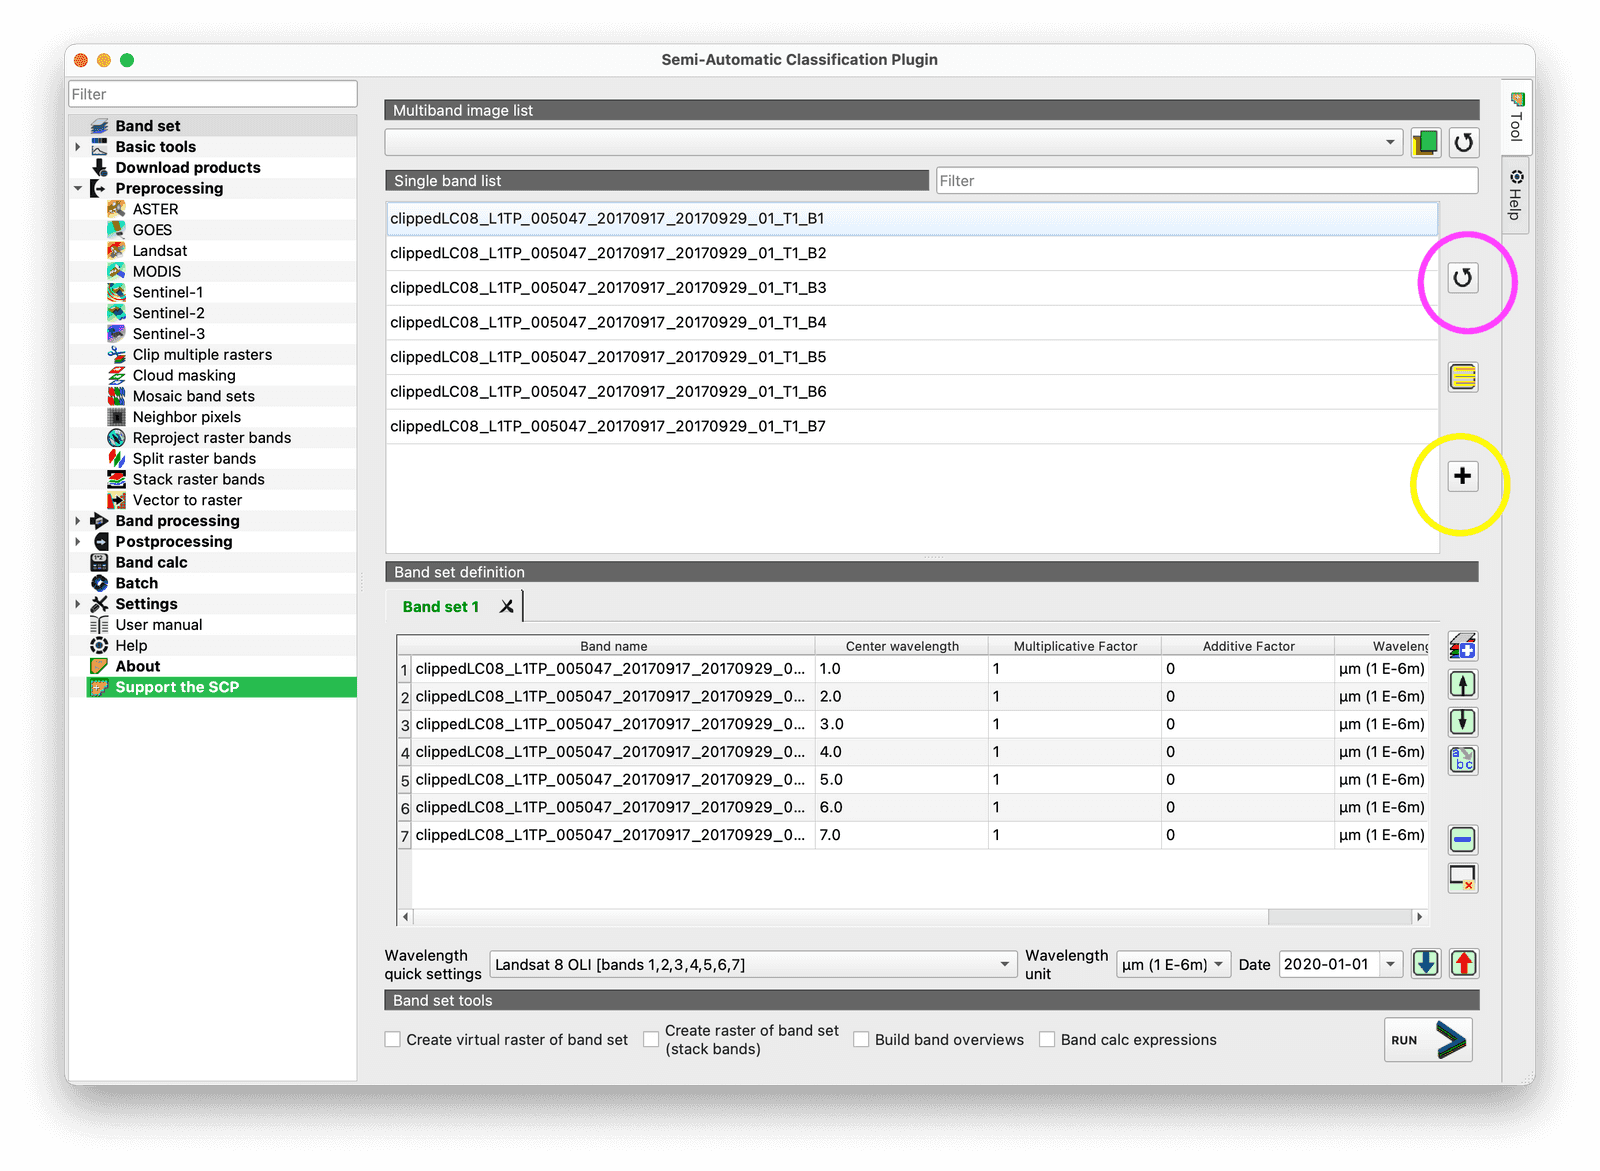 Semi-Automatic Classification Plugin
Filter
Band set
Basic tools
Download products
Preprocessing
ASTER
GOES
Landsat
MODIS
Sentinel-1
Sentinel-2
Sentinel-3
Clip multiple rasters
Cloud masking
Mosaic band sets
Neighbor pixels
Reproject raster bands
Split raster bands
Stack raster bands
Vector to raster
Band processing
Postprocessing
Band calc
Batch
Settings
User manual
Help
About
Support the SCP
Multiband image list
Single band list
Filter
clippedLC08_L1TP_005047_20170917_20170929_01_T1_B1
clippedLC08_L1TP_005047_20170917_20170929_01_T1_B2
clippedLC08_L1TP_005047_20170917_20170929_01_T1_B3
clippedLC08_L1TP_005047_20170917_20170929_01_T1_B4
clippedLC08_L1TP_005047_20170917_20170929_01_T1_B5
clippedLC08_L1TP_005047_20170917_20170929_01_T1_B6
clippedLC08_L1TP_005047_20170917_20170929_01_T1_B7
Band set definition
Band set 1
Band name Center wavelength Multiplicative Factor Additive Factor Waveleng
1 clippedLC08_L1TP_005047_20170917_20170929_0... 1.0 1 0 µm (1 E-6m)
2 clippedLC08_L1TP_005047_20170917_20170929_0... 2.0 1 0 µm (1 E-6m)
3 clippedLC08_L1TP_005047_20170917_20170929_0... 3.0 1 0 µm (1 E-6m)
4 clippedLC08_L1TP_005047_20170917_20170929_0... 4.0 1 0 µm (1 E-6m)
5 clippedLC08_L1TP_005047_20170917_20170929_0... 5.0 1 0 µm (1 E-6m)
6 clippedLC08_L1TP_005047_20170917_20170929_0... 6.0 1 0 µm (1 E-6m)
7 clippedLC08_L1TP_005047_20170917_20170929_0... 7.0 1 0 µm (1 E-6m)
a
bc
Wavelength
quick settings
Landsat 8 OLI [bands 1,2,3,4,5,6,7]
Wavelength
unit
µm (1 E-6m)
Date
2020-01-01
Band set tools
Create virtual raster of band set
Create raster of band set
(stack bands)
Build band overviews
Band calc expressions
RUN
Tool
Help